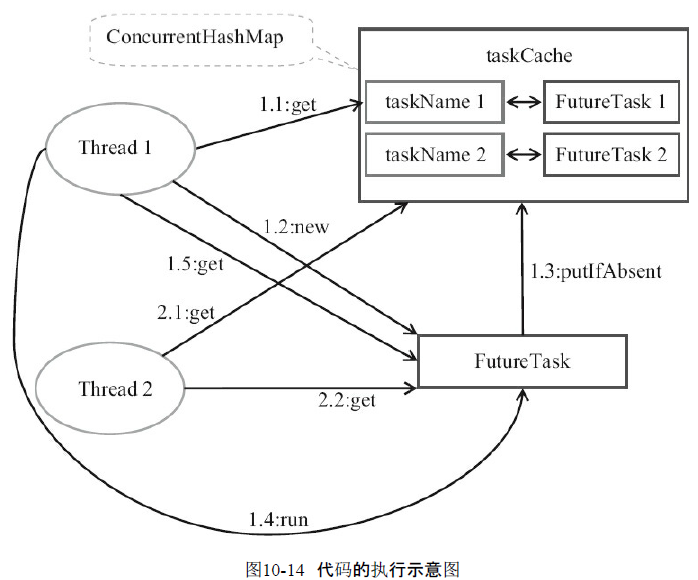 ConcurrentHashMap
taskCache
1.1:get
taskName 1
FutureTask 1
Thread 1
taskName 2
FutureTask 2
1.2:new
1.5:get
1.3:putIfAbsent
2.1:get
FutureTask
Thread 2
2.2:get
1.4:run
图10-14 代码的执行示意图